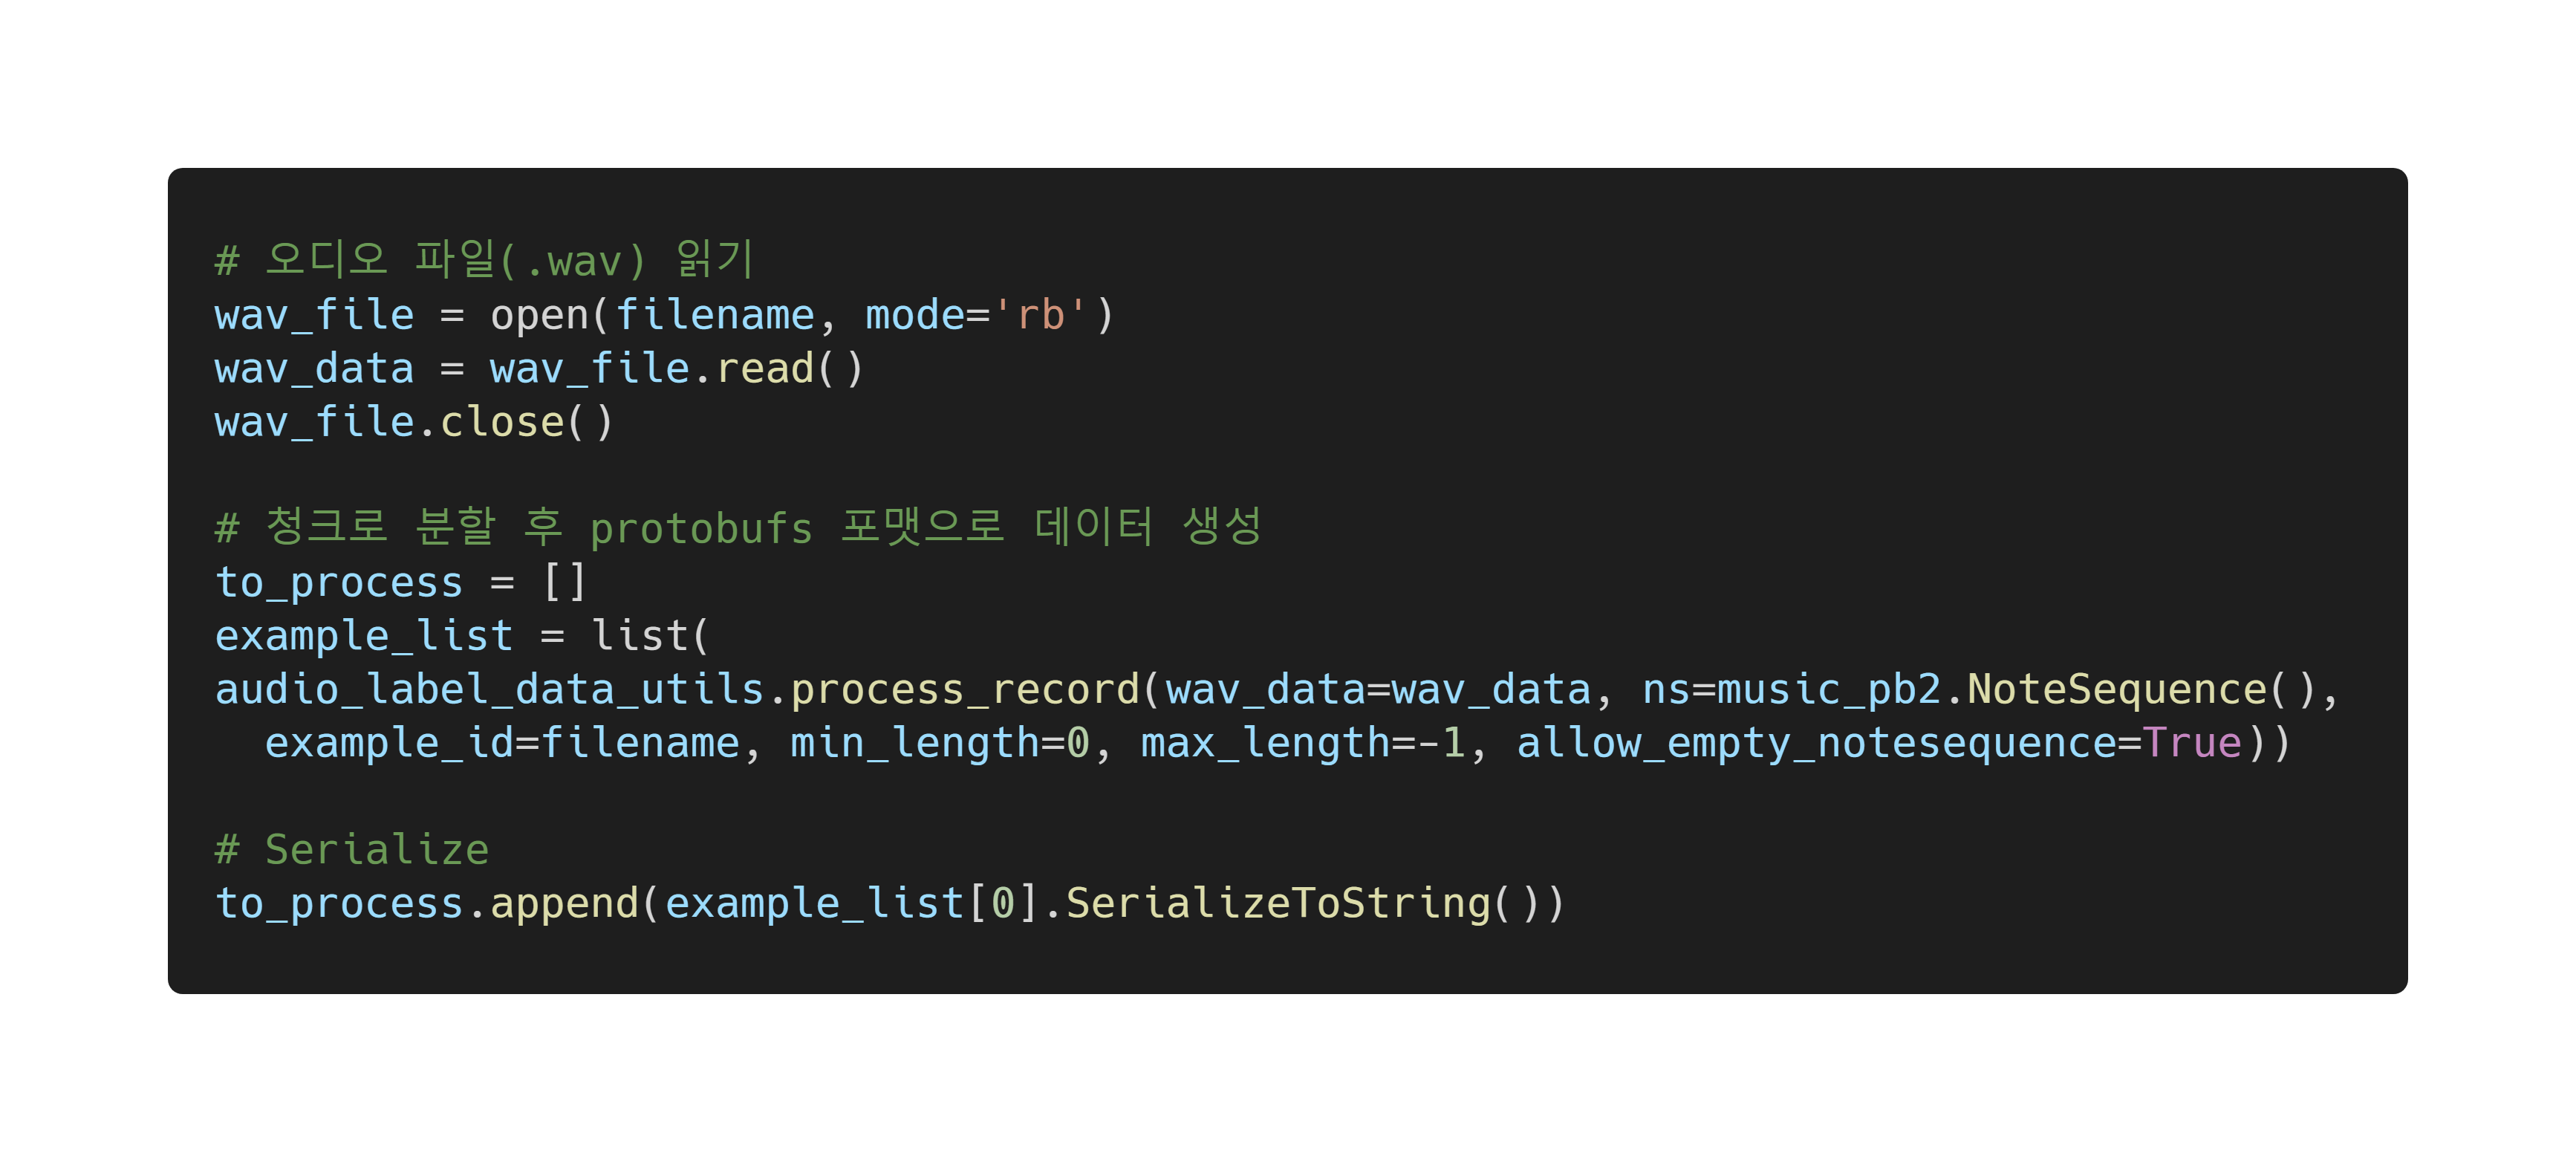 # 오디오 파일(.wav) 읽기
wav_file = open(filename, mode='rb')
wav_data = wav_file.read()
wav_file.close()
# 청크로 분할 후 protobufs 포맷으로 데이터 생성
to_process = []
example_list = list(
audio_label_data_utils.process_record(wav_data=wav_data, ns=music_pb2.NoteSequence(),
  example_id=filename, min_length=0, max_length=-1, allow_empty_notesequence=True))
# Serialize
to_process.append(example_list[0].SerializeToString())